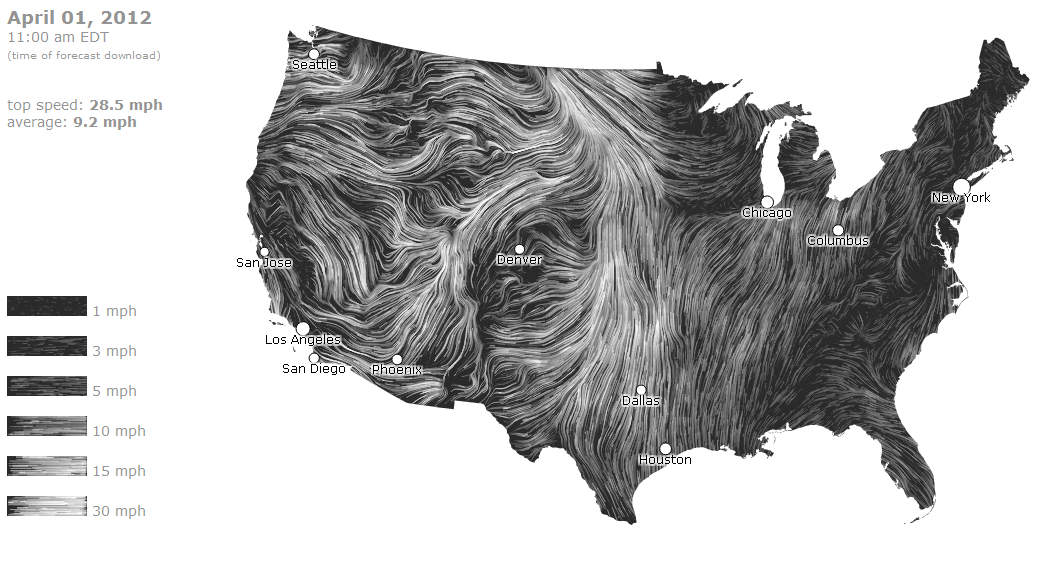 April 01, 2012
11:00 am EDT
(time of forecast download)
top speed: 28.5 mph
average: 9.2 mph
1 mph
3 mph
5 mph
10 mph
15 mph
30 mph
Seattle
New York
Chicago
Columbus
San Jose
Denver
Los Angeles
San Diego
Phoenix
Dallas
Houston